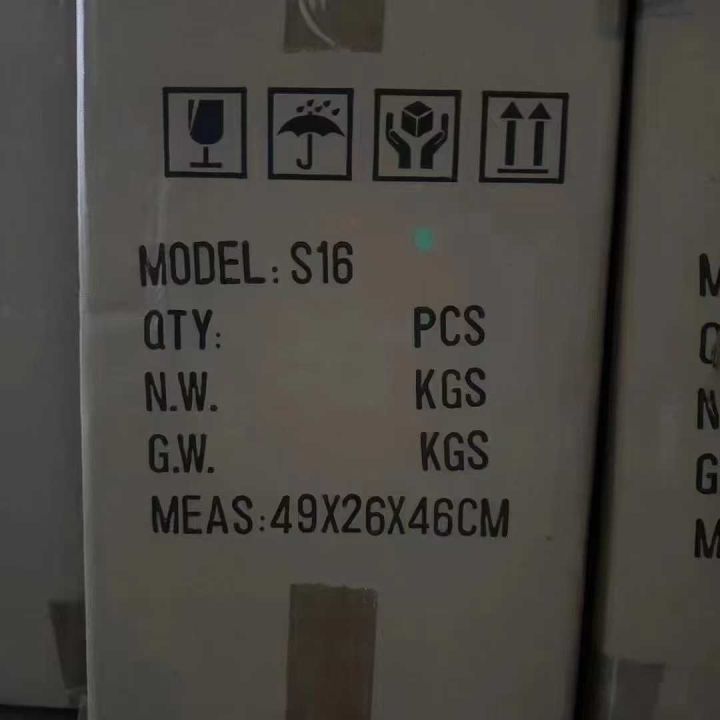 MODEL: S16
QTY: PCS
N.W. KGS
G.W. KGS
MEAS:49X26X46CM
M
Q
N
G
M